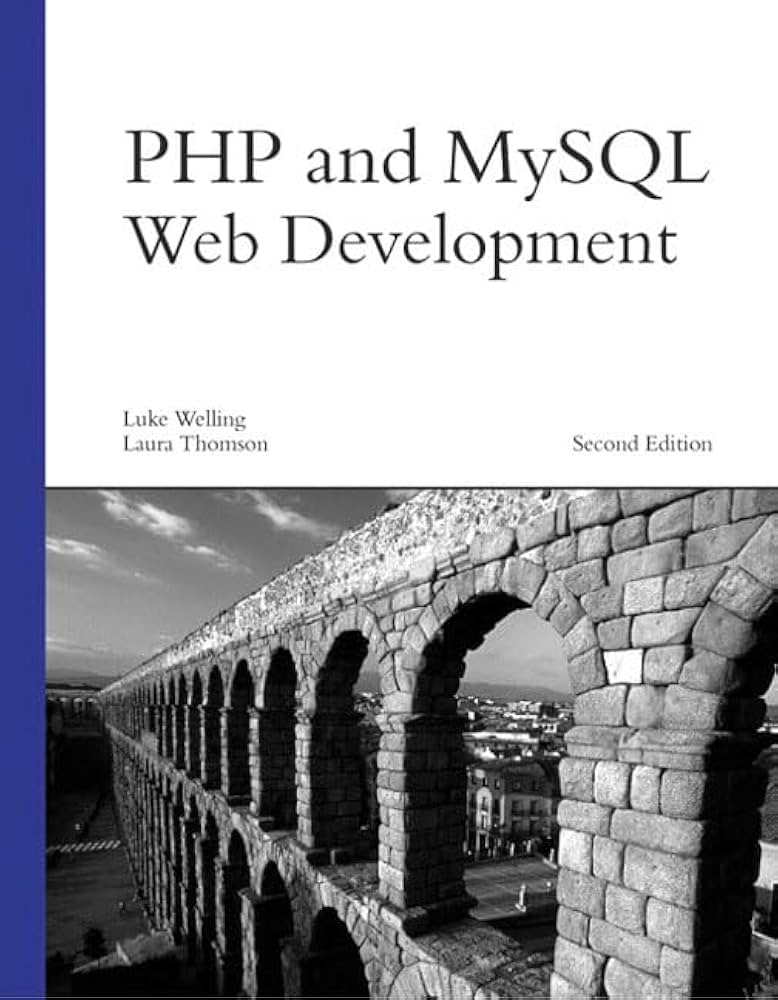 PHP and MySQL
Web Development
Luke Welling
Laura Thomson
Second Edition